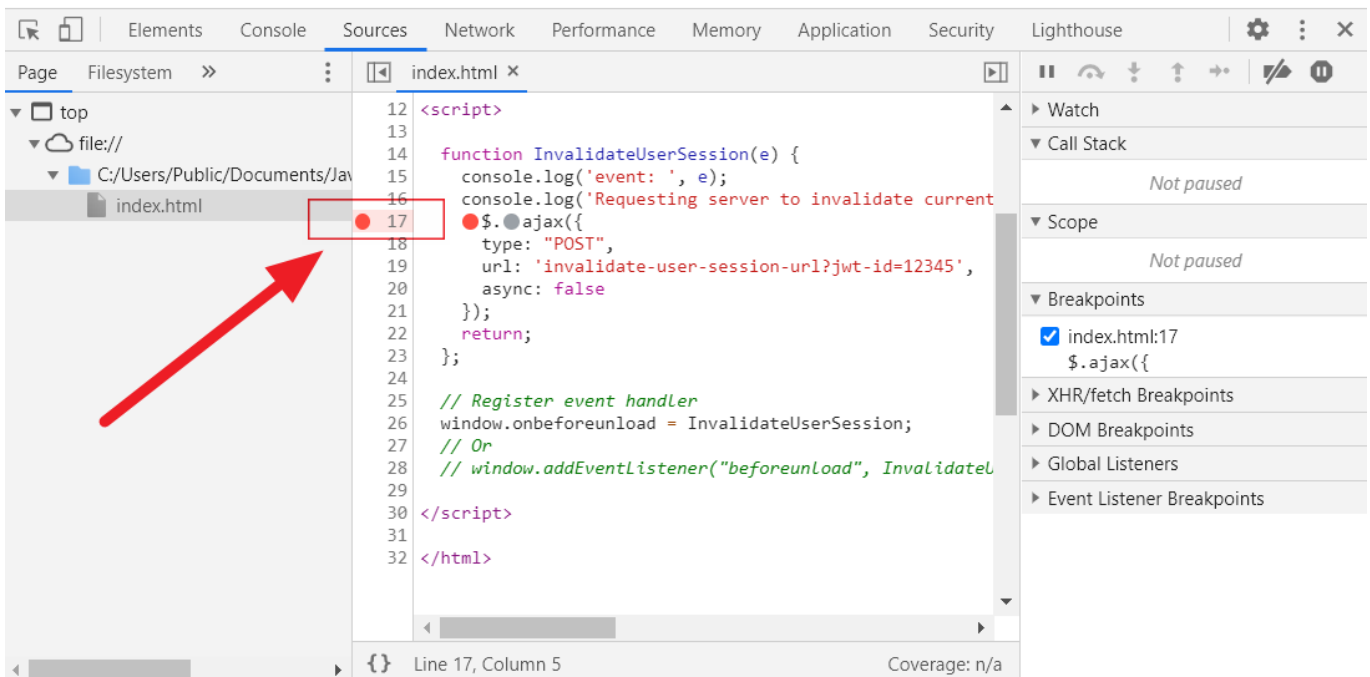 Elements Console Sources Network Performance Memory Application Security Lighthouse
Page Filesystem
index.html
top
file://
C:/Users/Public/Documents/Jav
index.html
12 <script>
13
14 function InvalidateUserSession(e) {
15 console.log('event: ', e);
16 console.log('Requesting server to invalidate current
17 $.ajax({
18 type: "POST",
19 url: 'invalidate-user-session-url?jwt-id=12345',
20 async: false
21 });
22 return;
23 };
24
25 // Register event handler
26 window.onbeforeunload = InvalidateUserSession;
27 // Or
28 // window.addEventListener("beforeunload", InvalidateU
29
30 </script>
31
32 </html>
{} Line 17, Column 5 Coverage: n/a
Watch
Call Stack
Not paused
Scope
Not paused
Breakpoints
index.html:17
$.ajax({
XHR/fetch Breakpoints
DOM Breakpoints
Global Listeners
Event Listener Breakpoints